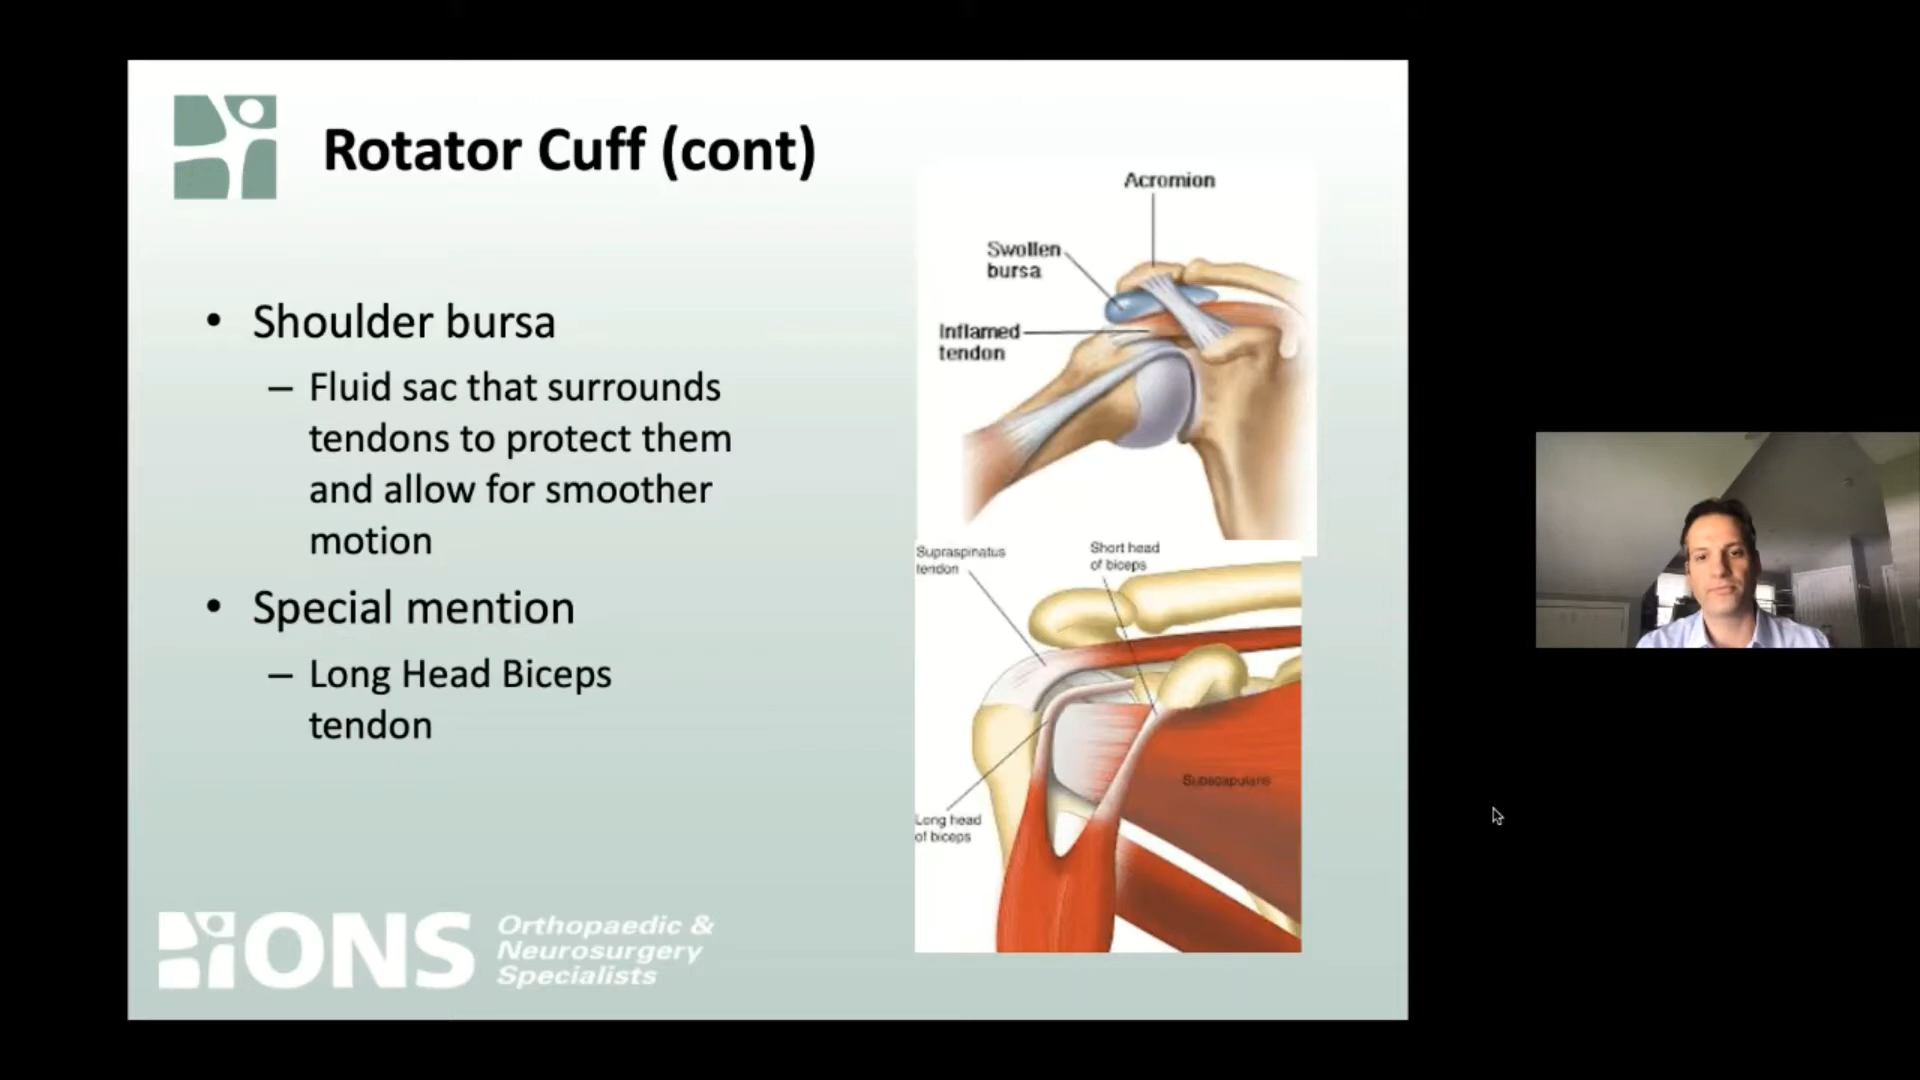 Rotator Cuff (cont)
• Shoulder bursa
– Fluid sac that surrounds
tendons to protect them
and allow for smoother
motion
• Special mention
– Long Head Biceps
tendon
Acromion
Swollen
bursa
Inflamed
tendon
Supraspinatus
tendon
Short head
of biceps
Subscapularis
Long head
of biceps
ONS
Orthopaedic &
Neurosurgery
Specialists